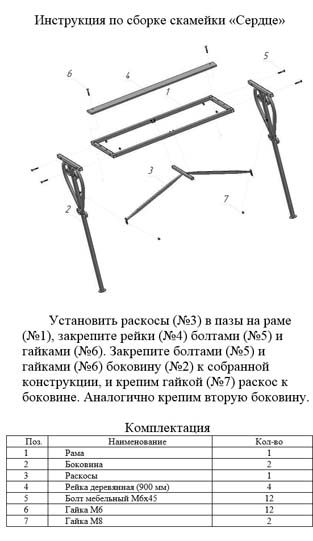 Инструкция по сборке скамейки «Сердце»
5
6
4
1
3
2
7
Установить раскосы (№3) в пазы на раме
(№1), закрепите рейки (№4) болтами (№5) и
гайками (№6). Закрепите болтами (№5) и
гайками (№6) боковину (№2) к собранной
конструкции, и крепим гайкой (№7) раскос к
боковине. Аналогично крепим вторую боковину.
Комплектация
Поз. Наименование Кол-во
1 Рама 1
2 Боковина 2
3 Раскосы 1
4 Рейка деревянная (900 мм) 4
5 Болт мебельный М6х45 12
6 Гайка М6 12
7 Гайка М8 2